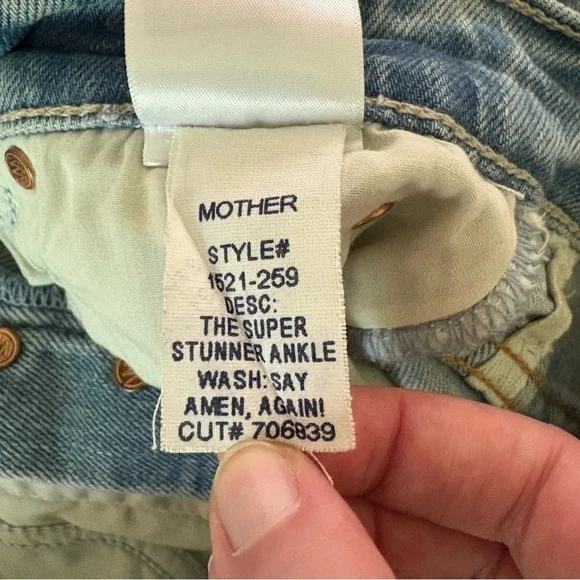 MOTHER
STYLE#
1521-259
DESC:
THE SUPER
STUNNER ANKLE
WASH: SAY
AMEN, AGAIN!
CUT# 706839